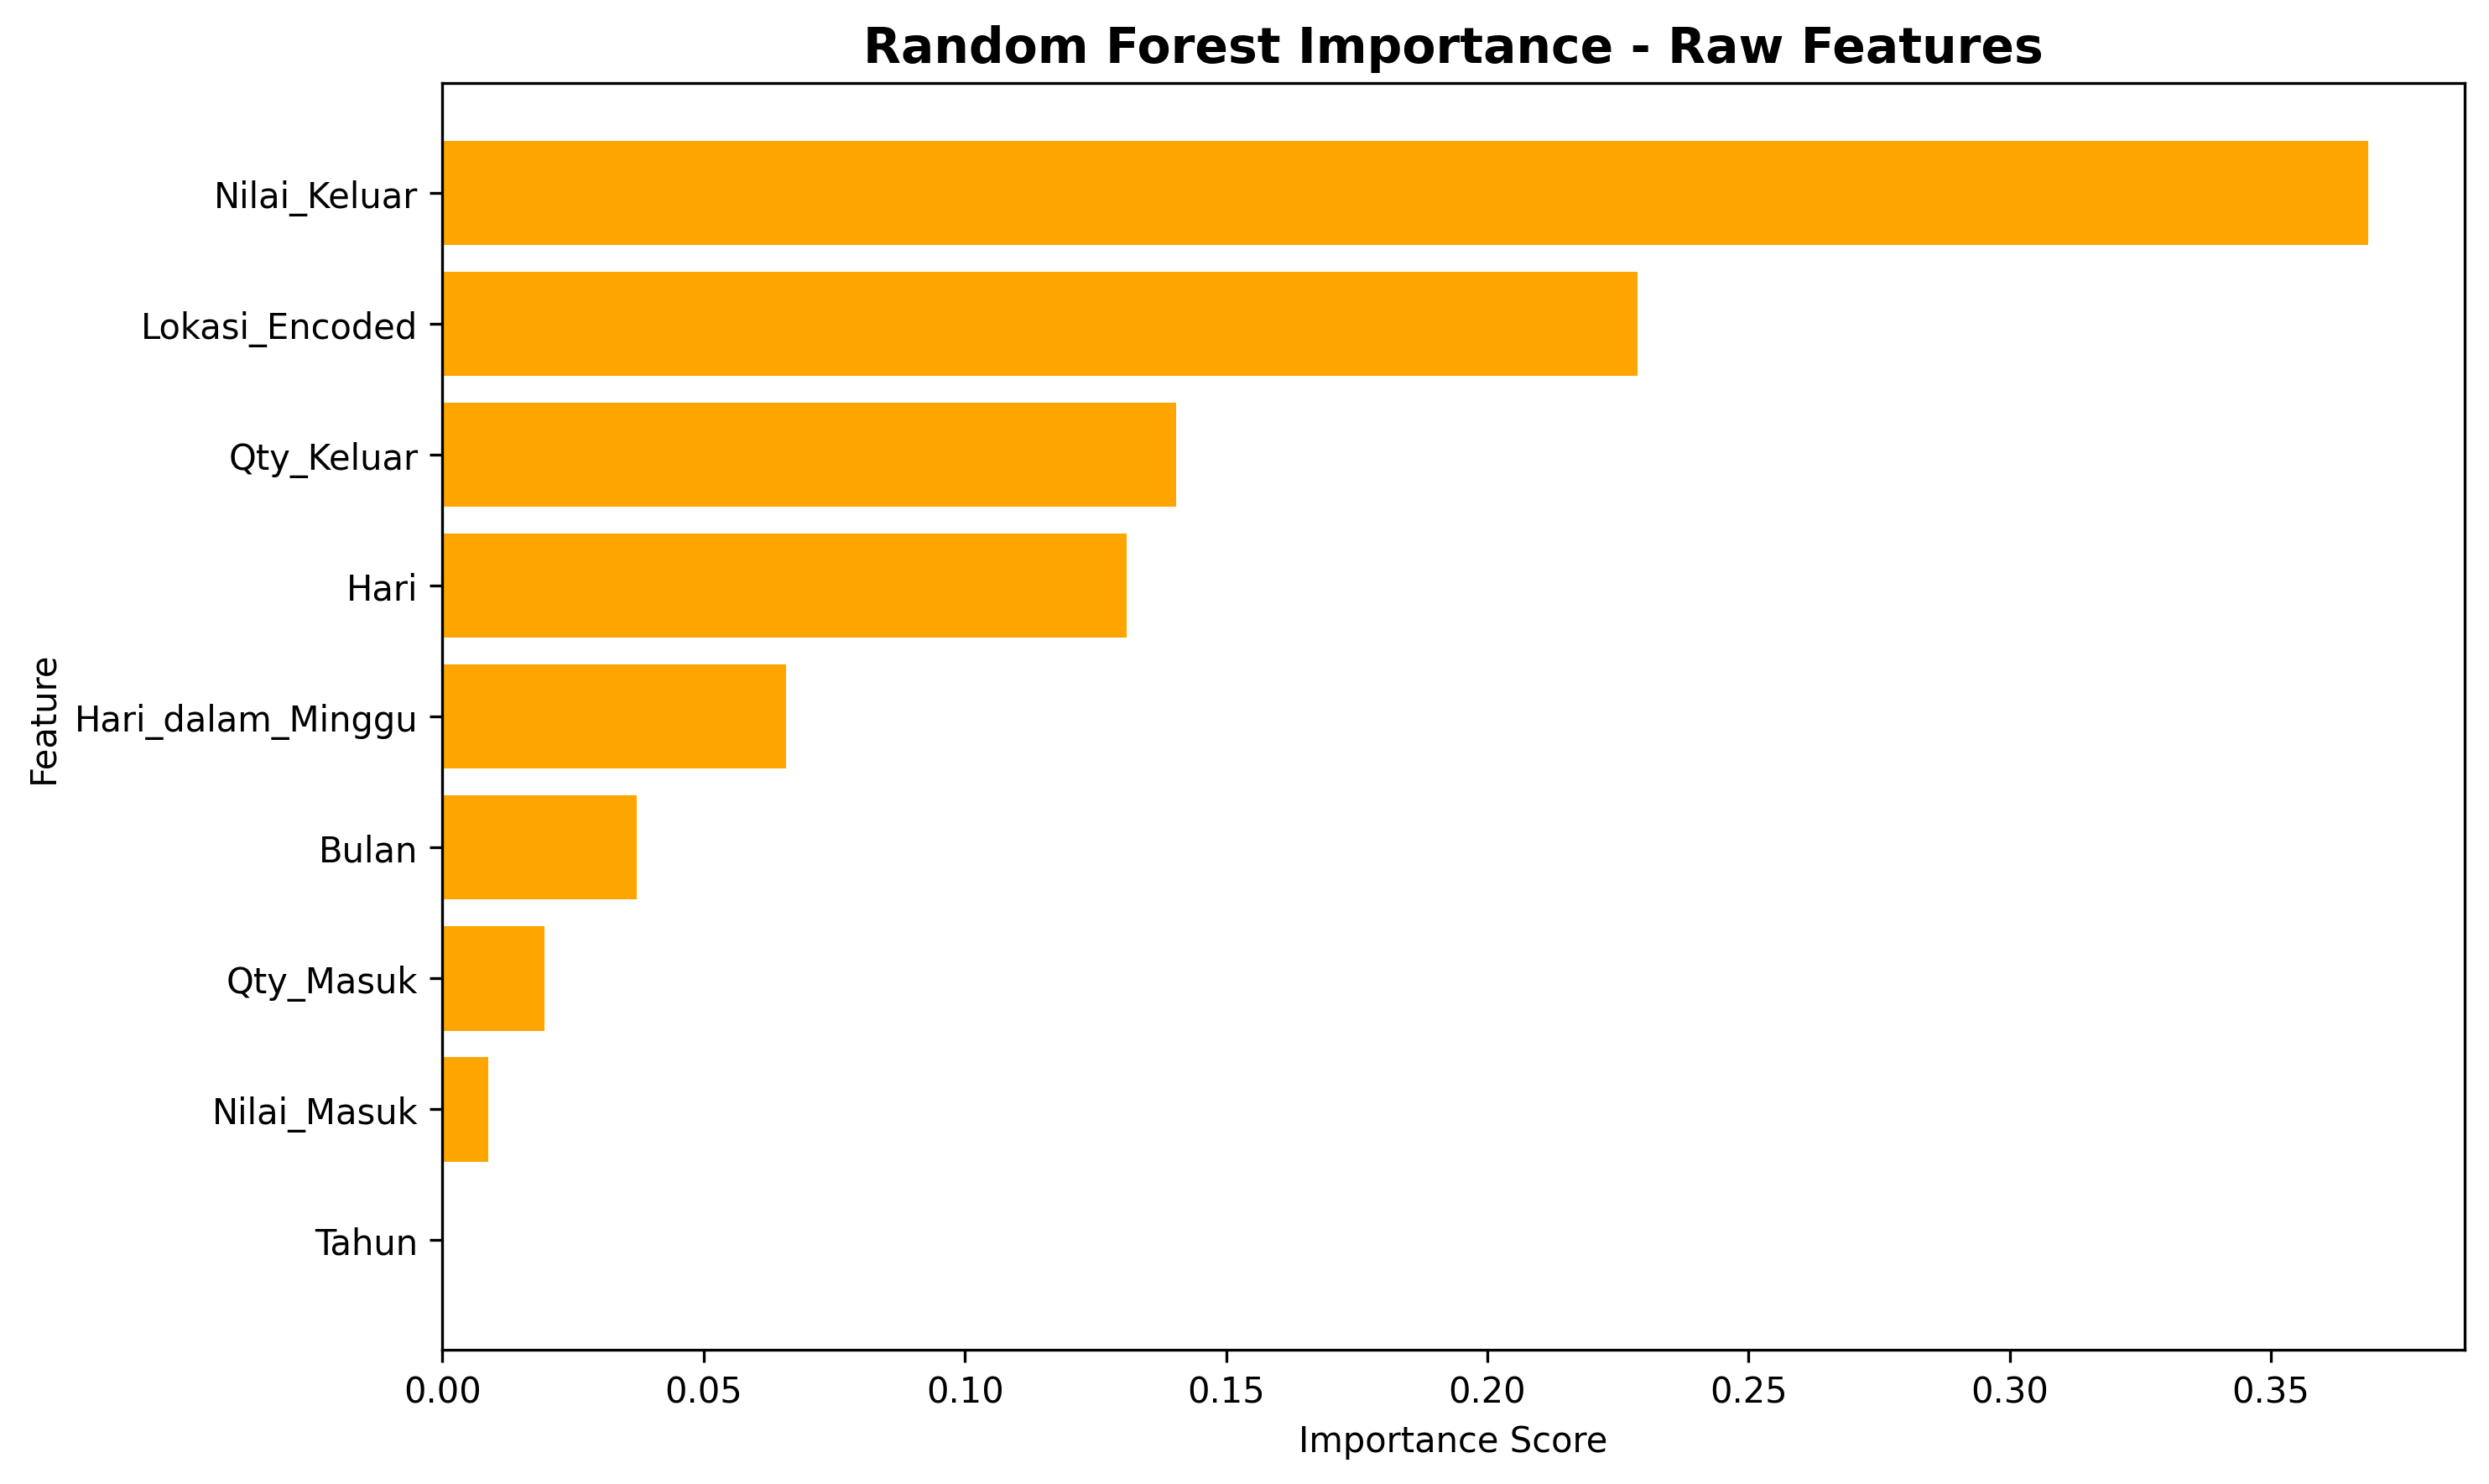 Random Forest Importance - Raw Features
Nilai_Keluar
Lokasi_Encoded
Qty_Keluar
Hari
Hari_dalam_Minggu
Bulan
Qty_Masuk
Nilai_Masuk
Tahun
Feature
0.00 0.05 0.10 0.15 0.20 0.25 0.30 0.35
Importance Score